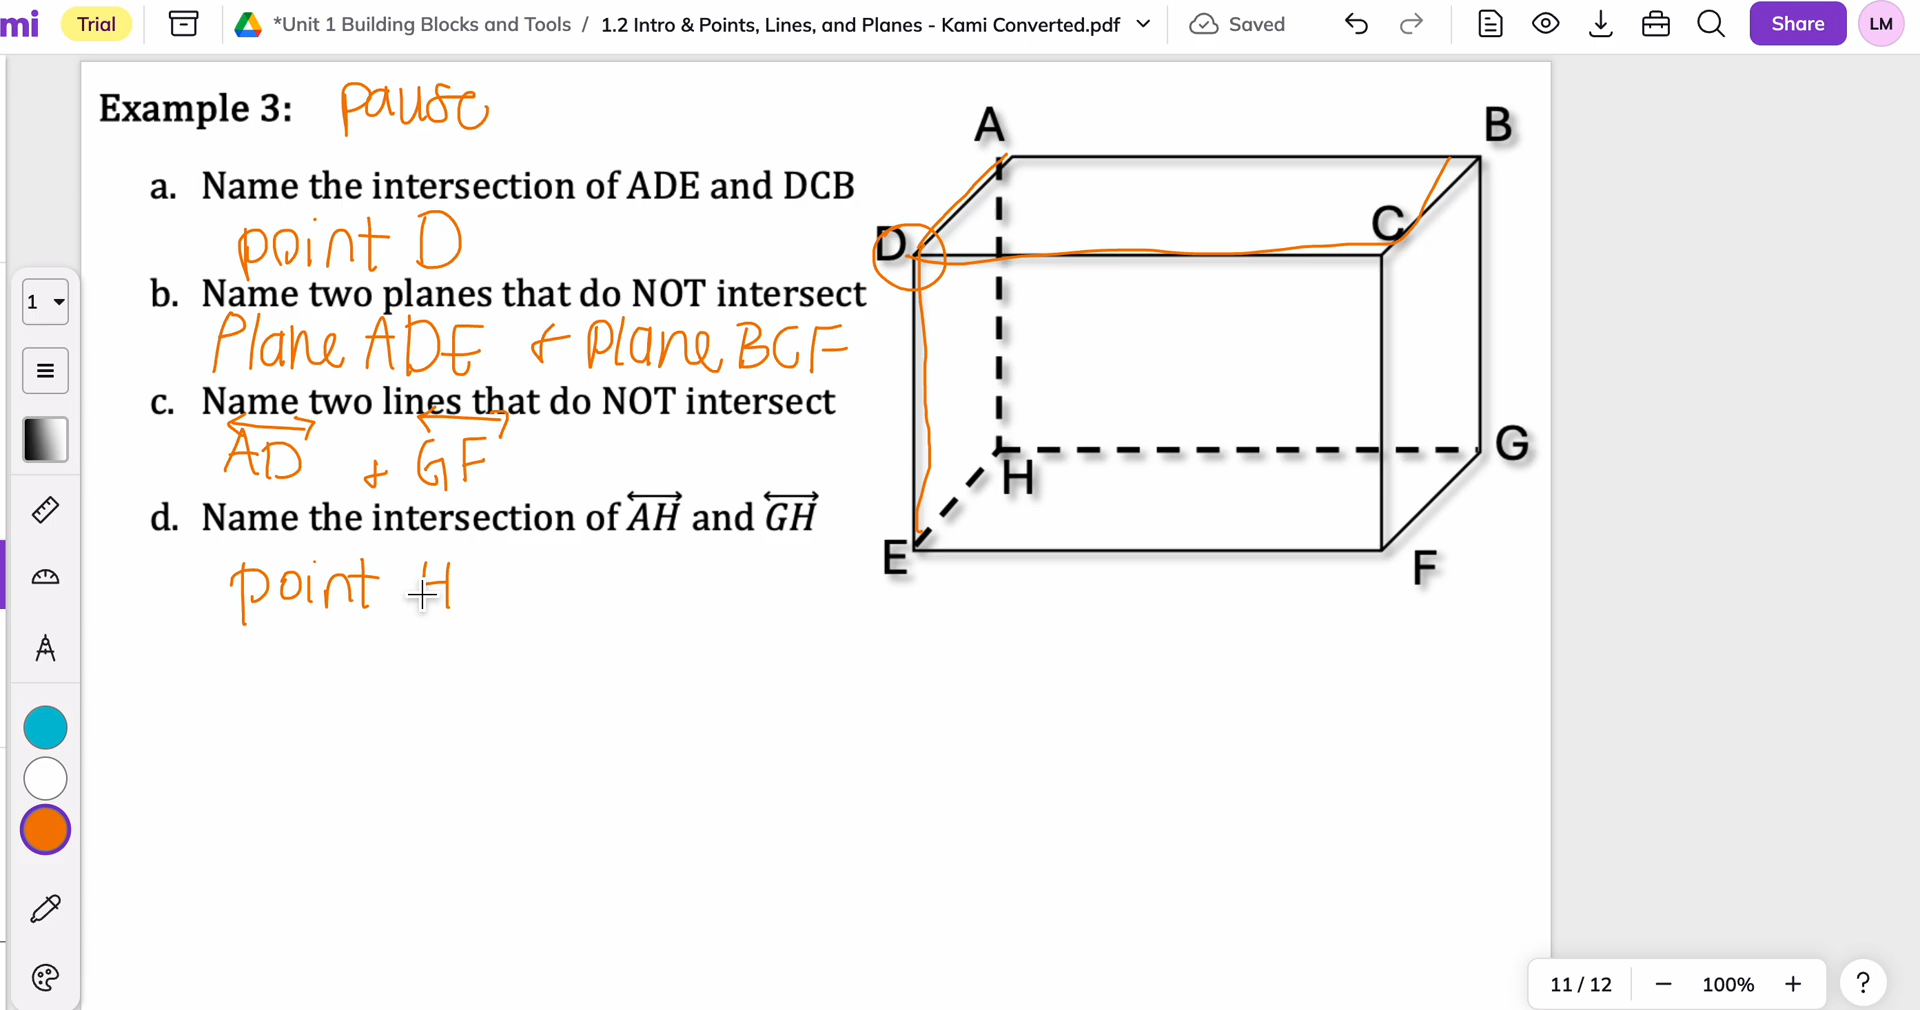 mi Trial *Unit 1 Building Blocks and Tools / 1.2 Intro & Points, Lines, and Planes - Kami Converted.pdf Saved Share LM
Example 3: pause
a. Name the intersection of ADE and DCB
point D
b. Name two planes that do NOT intersect
Plane ADE & plane BCF
c. Name two lines that do NOT intersect
AD + GF
d. Name the intersection of AH and GH
point H
A
B
D
C
H
G
E
F
1
11 / 12 − 100% + ?